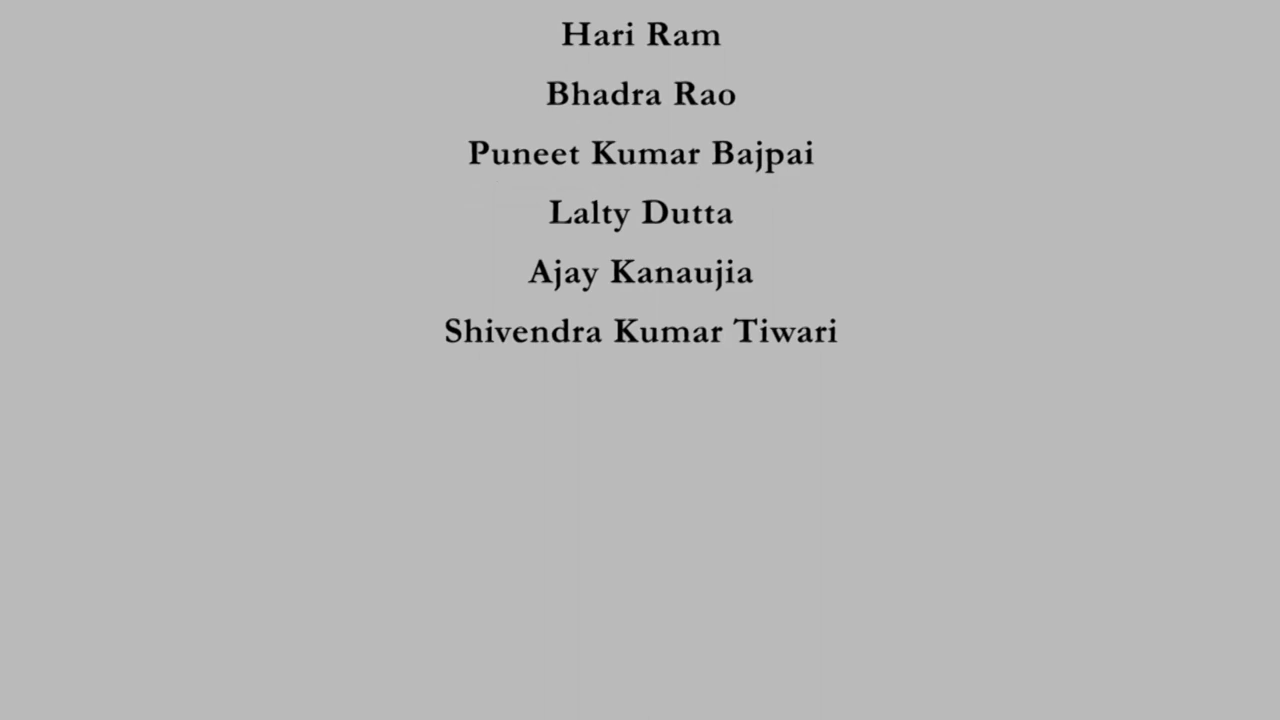 Hari Ram
Bhadra Rao
Puneet Kumar Bajpai
Lalty Dutta
Ajay Kanaujia
Shivendra Kumar Tiwari